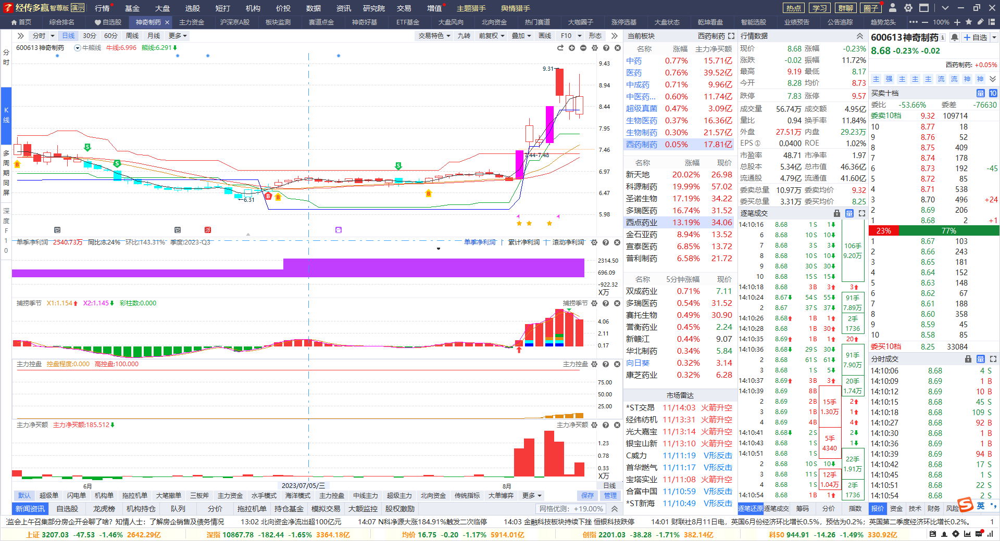 经传多赢 智尊版 演示 行情 基金 大盘 选股 短打 机构 价投 数据 资讯 研究院 交易 增值 主题猎手 舆情猎手 热点 学习 群聊 圈子
首页 综合排名 自选股 神奇制药 主力资金 沪深京A股 板块监测 赛道点金 神奇好基 ETF基金 大盘风向 北向资金 热门赛道 大咖圈子 涨停选基 大盘状态 乾坤看盘 智能选股 业绩预告 公告追踪 趋势龙头 100%
分时 日线 30分 60分 周线 月线 更多 交易特色 九转 前复权 叠加 画线 F10 形态
600613 神奇制药 牛熊线 牛线:6.996 熊线:6.291
分时
K线
多周期同屏
深度F10
9.43
8.94
8.44
7.95
7.46
6.97
6.47
5.98
9.31
7.44-7.48
6.31
单季净利润 2540.73万 同比:8.24% 环比:143.31% 季度:2023-Q3 单季净利润 累计净利润 滚动净利润
2314.50
696.09
-922.32
X万
捕捞季节 X1:1.154 X2:1.145 彩柱数:0.000 捕捞季节
4.06
2.11
0.17
主力控盘 控盘程度:0.000 高控盘:100.000 主力控盘
75.00
50.00
25.00
主力净买额 主力净买额:185.512 主力净买额
1.23
0.78
0.33
X万
6月 2023/07/05/三 8月 日线
默认 超级单 闪电单 机构单 拖拉机单 大笔撤单 三板斧 主力资金 水手模式 海洋模式 主力控盘 中线主力 超级主力 北向资金 传统指标 大单博弈 更多 保存 管理
新闻资讯 自选股 龙虎榜 机构持仓 队列 分价 拖拉机单 持仓基金 模拟交易 大额监控 股权激励 网格优测: +19.00%
当前板块 西药制药
名称 涨幅 主力净买额
中药 0.77% 15.71亿
医药 0.76% 39.52亿
中成药 0.71% 9.96亿
中医药... 0.60% 11.74亿
超级真菌 0.47% 3.09亿
生物医药 0.37% 16.36亿
生物制药 0.30% 21.57亿
西药制药 0.05% 17.81亿
名称 涨幅 现价
新天地 20.02% 26.98
科源制药 19.99% 57.02
圣诺生物 17.19% 34.22
多瑞医药 16.74% 31.52
西点药业 13.19% 34.06
金石亚药 8.94% 13.52
宣泰医药 6.85% 13.72
普利制药 6.58% 21.72
名称 5分钟涨幅 现价
双成药业 0.71% 7.11
多瑞医药 0.54% 31.52
赛托生物 0.49% 30.90
誉衡药业 0.45% 2.24
新赣江 0.44% 9.07
华北制药 0.34% 5.84
向日葵 0.32% 3.14
康芝药业 0.32% 6.28
市场雷达
*ST交昂 11/14:03 火箭升空
经纬纺机 11/13:31 火箭升空
光大嘉宝 11/13:14 火箭升空
银宝山新 11/13:10 火箭升空
C威力 11/11:19 V形反击
首华燃气 11/11:17 V形反击
宝塔实业 11/11:08 火箭升空
合富中国 11/10:59 V形反击
*ST新海 11/10:49 V形反击
行情数据
现价 8.68 涨幅 -0.23%
涨跌 -0.02 振幅 11.72%
最高 9.19 最低 8.17
今开 8.28 均价 8.73
跌停 7.83 涨停 9.57
成交量 56.74万 成交额 4.95亿
量比 0.94 换手率 11.84%
外盘 27.51万 内盘 29.23万
EPS① 0.0400 ROE 1.02%
市盈率 48.71 市净率 1.97
总股本 5.34亿 总市值 46.36亿
流通股 4.79亿 流通值 41.60亿
委卖总量 10.97万 委卖均价 9.32
委买总量 3.31万 委买均价 8.25
逐笔成交 量
14:10:16 8.68 1 S 1
6 8.68 10 S 10
7 8.68 3 S 3
8 8.68 10 S 10
9 8.68 30 S 30
10 8.68 15 S 15
106手
9.20万
14:10:18 8.68 3 B 3 3
14:10:24 8.67 54 S 55
2 8.67 37 S 37
91手
7.89万
14:10:26 8.68 1 B 1
14:10:28 8.68 1 B 30
2手
1736
14:10:35 8.69 1 B 1 20
14:10:36 8.68 29 S 30
2 8.68 61 S 61
3 8.68 1 S 5
91手
7.90万
14:10:37 8.69 3 B 3
14:10:39 8.69 8 B
20手
1.74万
2 8.69 2 B 2
3 8.69 1 B 1
4 8.69 4 B 4
15手
1.30万
14:10:41 8.68 2 S 2
14:10:43 8.68 1 S 1
14:10:51 8.68 1 S
5手
4340
2 8.68 10 S 10
3 8.68 11 S
22手
1.91万
4 8.68 1 S
12手
1.04万
14:10:54 8.68 1 B 1
2手
1736
逐笔还原 逐笔成交 筹码 分价 指数
600613 神奇制药 自选
8.68 -0.23% -0.02
西药制药: +0.05%
主 强 主 主 主 流 流 神 神
买卖十档 量 10
委比 -53.66% 委差 -76630
委卖10档 9.32 109714
10 8.77 18
9 8.76 52
8 8.75 409
7 8.74 178
6 8.73 192 -45
5 8.72 85
4 8.71 538
3 8.70 496 +24
2 8.69 206
1 8.68 2 +1
23% 77%
1 8.67 103
2 8.66 243
3 8.65 181
4 8.64 152
5 8.63 148
6 8.62 67
7 8.61 188
8 8.60 358
9 8.59 45
10 8.58 85
委买10档 8.25 33084
分时成交 量
14:10:06 8.68 4 S
14:10:09 8.69 1 B
14:10:12 8.69 10 B
14:10:15 8.68 45 S
14:10:18 8.68 109 S
14:10:27 8.68 92 B
14:10:30 8.68 1 B
14:10:36 8.69 1 B
14:10:39 8.69 94 B
14:10:42 8.68 17 S
14:10:45 8.68 1 S
14:10:51 8.68 22 S
14:10:54 8.68 2 S
报价 资金 技术 财务 风险 英
监会上午召集部分房企开会聊了啥？知情人士：了解房企销售及债务情况 13:02 北向资金净流出超100亿元 14:07 N科净源大涨184.91%触发二次临停 14:03 金融科技板块持续下挫 恒银科技跌停 14:01 财联社8月11日电，英国6月份经济环比增长0.5%，预估为0.2%；英国第二季度经济环比增长0.2%。 1
上证 3207.03 -47.53 -1.46% 2642.29亿 深指 10867.78 -182.44 -1.65% 3364.18亿 均价 16.75 -0.20 -1.17% 5914.01亿 创指 2201.03 -38.28 -1.71% 382.14亿 科50 944.91 -14.26 -1.49% 330.92亿